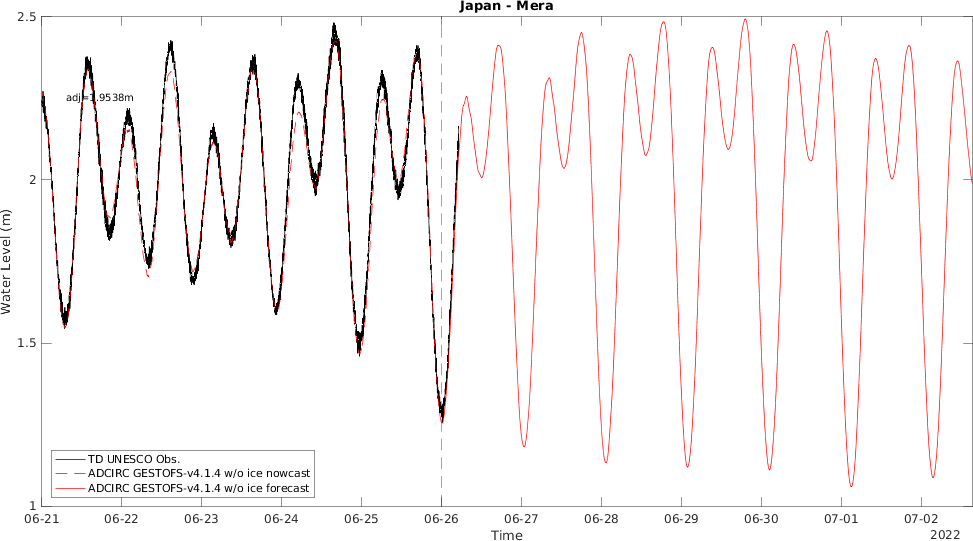 Japan - Mera
2.5
adj=1.9538m
2
Water Level (m)
1.5
TD UNESCO Obs.
ADCIRC GESTOFS-v4.1.4 w/o ice nowcast
ADCIRC GESTOFS-v4.1.4 w/o ice forecast
1
06-21 06-22 06-23 06-24 06-25 06-26 06-27 06-28 06-29 06-30 07-01 07-02
Time
2022